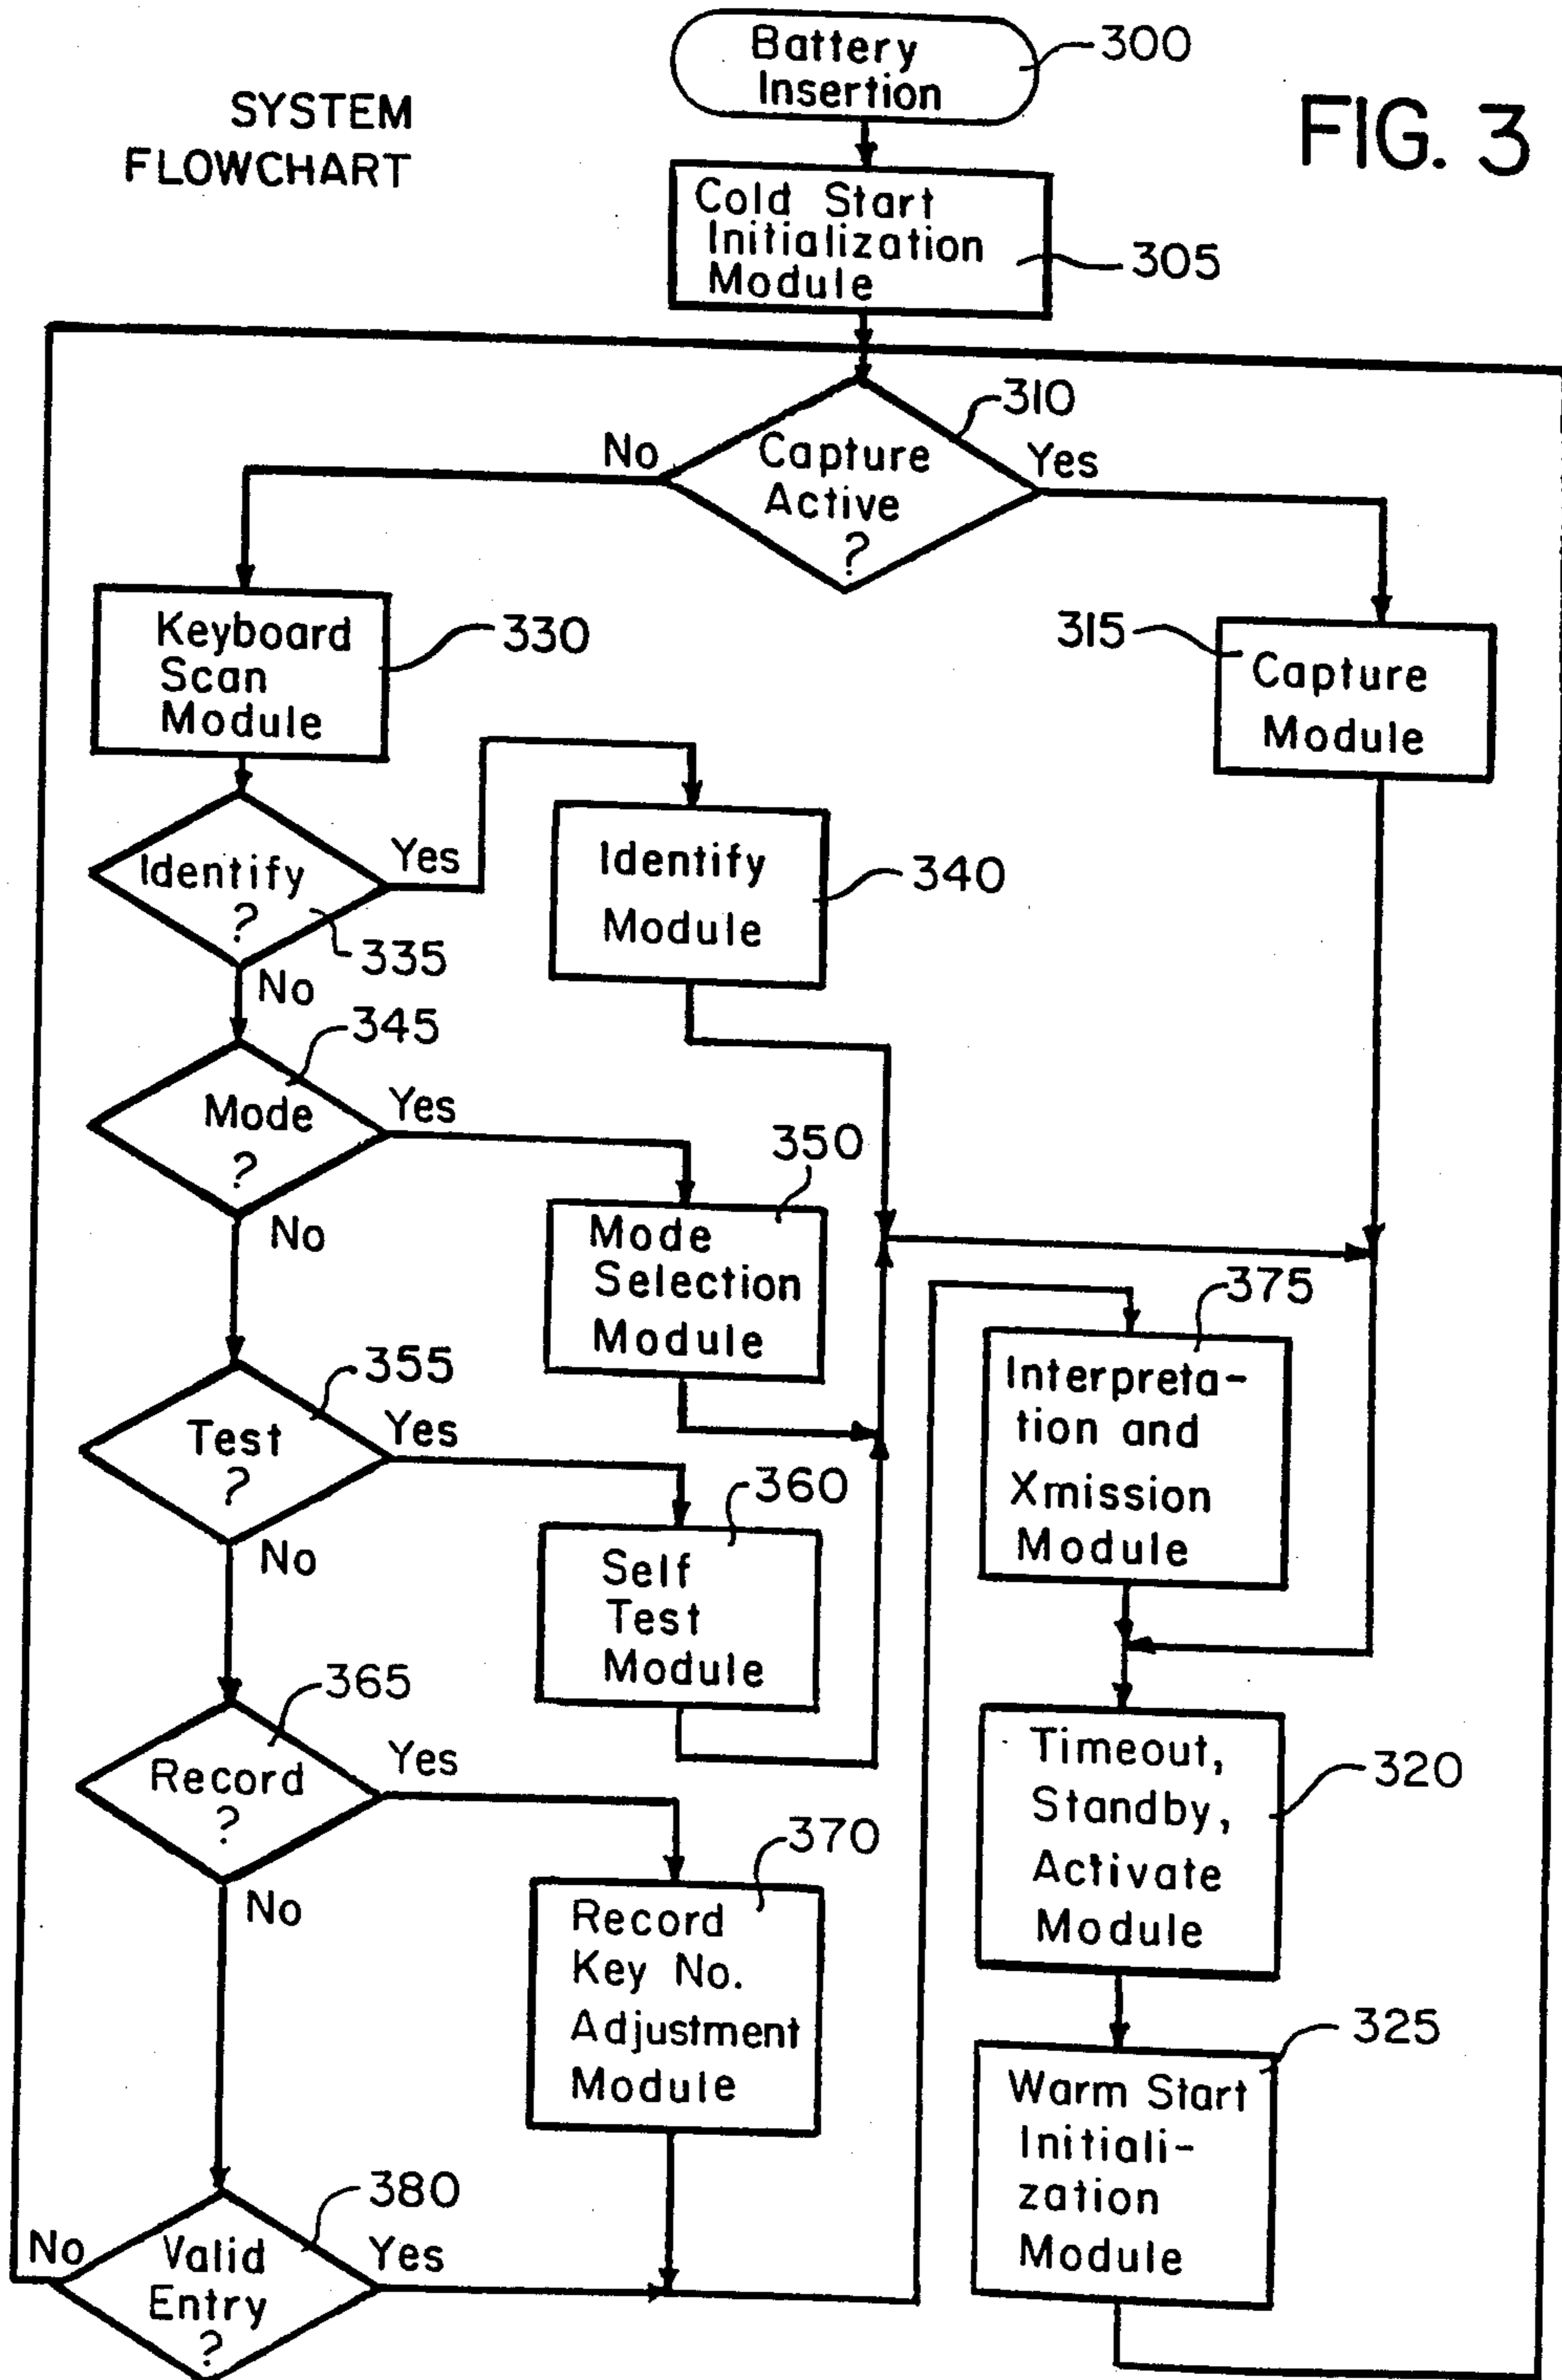 Battery
Insertion
300
SYSTEM
FLOWCHART
FIG. 3
Cold Start
Initialization
Module
305
310
Capture
Active
?
No
Yes
Keyboard
Scan
Module
330
315
Capture
Module
Identify
?
Yes
335
No
Identify
Module
340
345
Mode
?
Yes
No
350
Mode
Selection
Module
355
Test
?
Yes
No
360
Self
Test
Module
375
Interpreta-
tion and
Xmission
Module
365
Record
?
Yes
No
370
Record
Key No.
Adjustment
Module
Timeout,
Standby,
Activate
Module
320
325
Warm Start
Initiali-
zation
Module
380
No
Valid
Entry
?
Yes